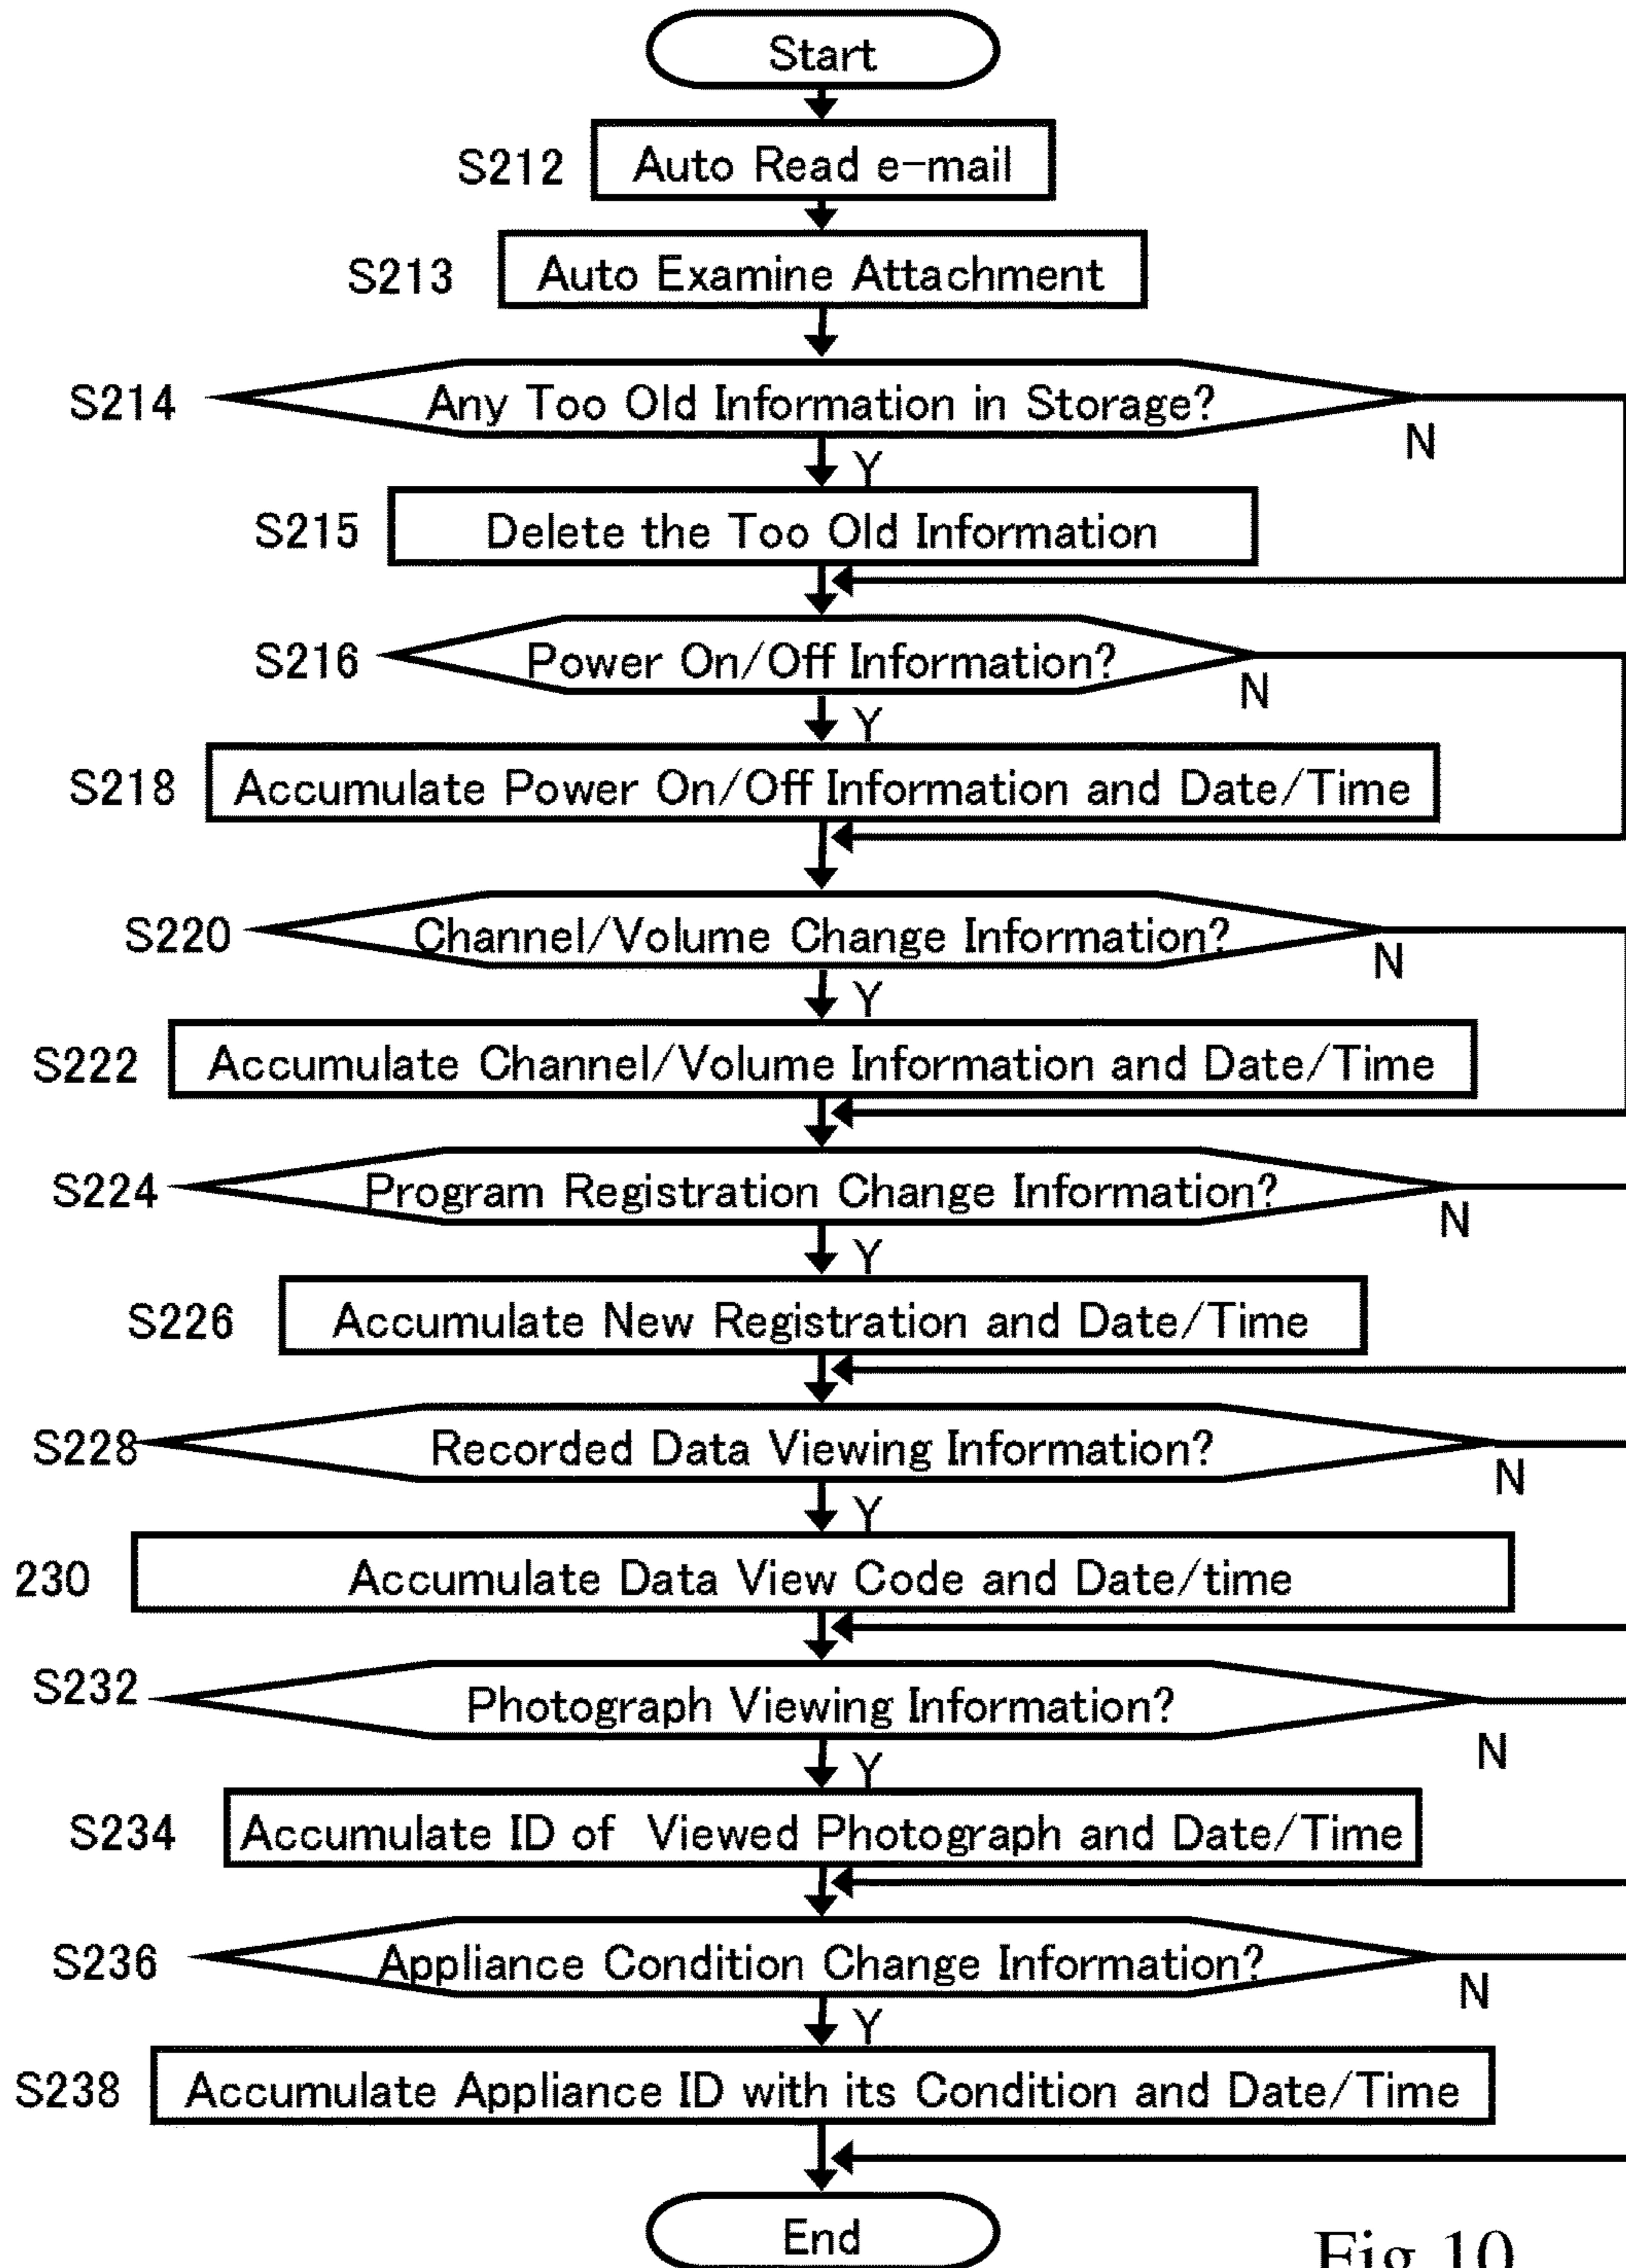 Start
S212 Auto Read e-mail
S213 Auto Examine Attachment
S214 Any Too Old Information in Storage?
N
Y
S215 Delete the Too Old Information
S216 Power On/Off Information?
N
Y
S218 Accumulate Power On/Off Information and Date/Time
S220 Channel/Volume Change Information?
N
Y
S222 Accumulate Channel/Volume Information and Date/Time
S224 Program Registration Change Information?
N
Y
S226 Accumulate New Registration and Date/Time
S228 Recorded Data Viewing Information?
N
Y
230 Accumulate Data View Code and Date/time
S232 Photograph Viewing Information?
N
Y
S234 Accumulate ID of Viewed Photograph and Date/Time
S236 Appliance Condition Change Information?
N
Y
S238 Accumulate Appliance ID with its Condition and Date/Time
End
Fig.10